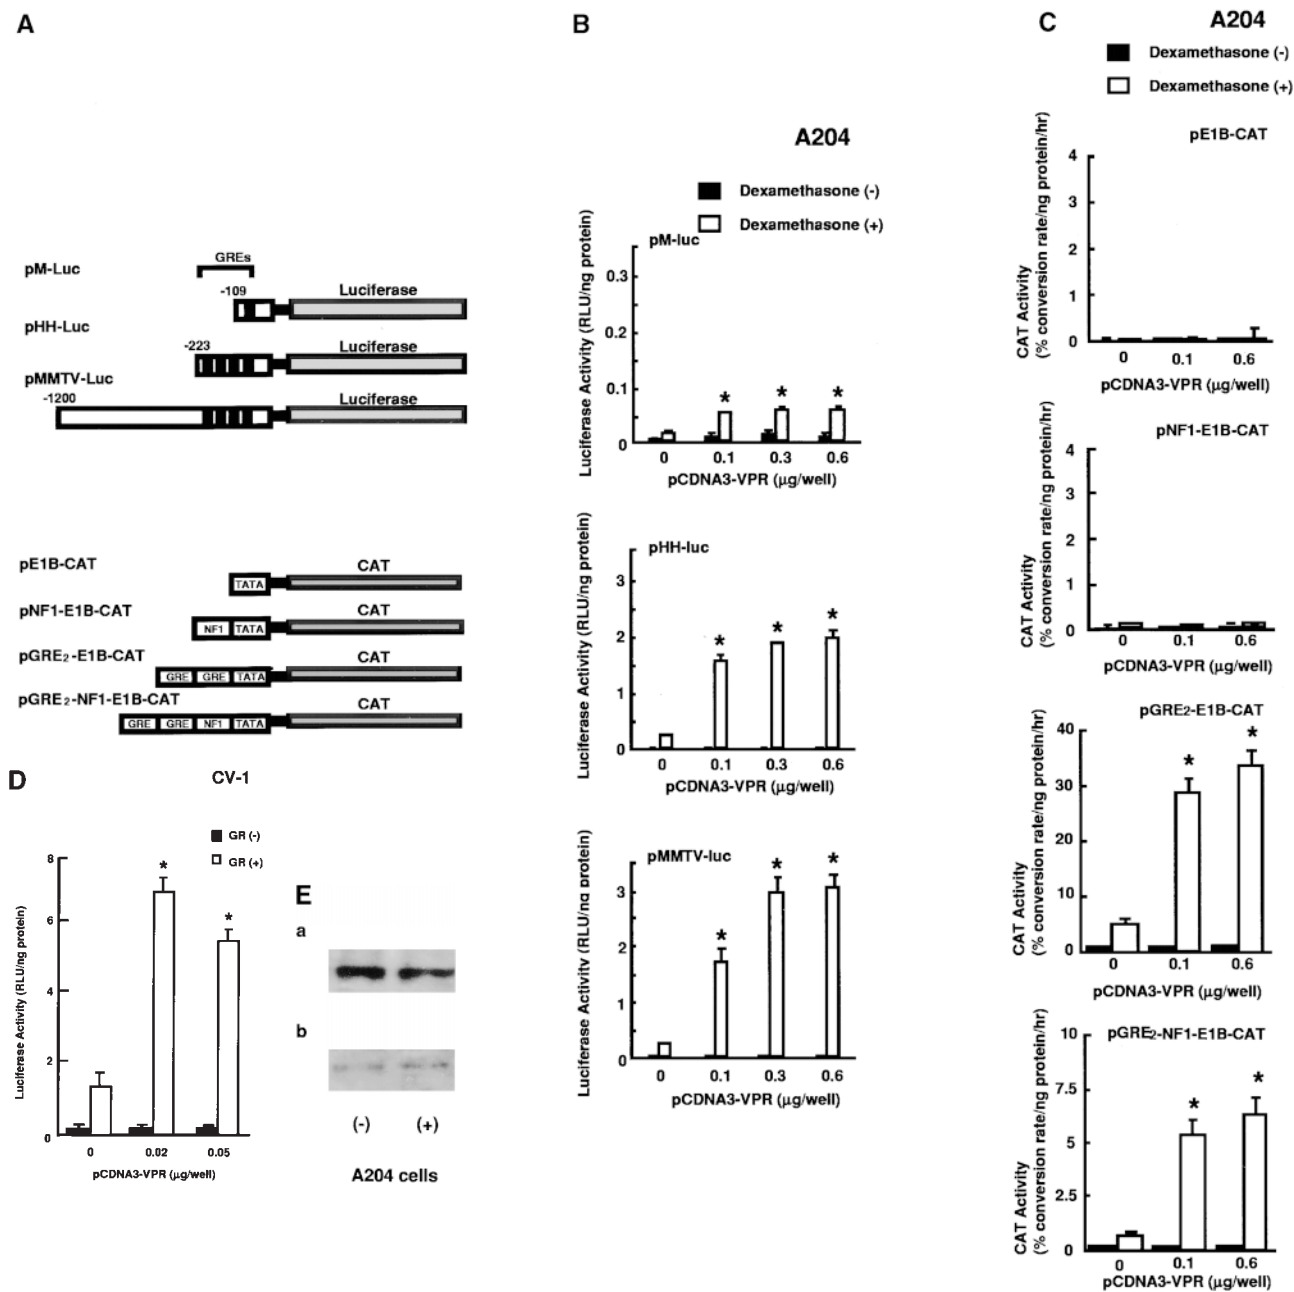 A
GREs
pM-Luc
-109
Luciferase
pHH-Luc
-223
Luciferase
pMMTV-Luc
-1200
Luciferase
pE1B-CAT
CAT
TATA
pNF1-E1B-CAT
CAT
NF1 TATA
pGRE2-E1B-CAT
CAT
GRE GRE TATA
pGRE2-NF1-E1B-CAT
CAT
GRE GRE NF1 TATA
B
A204
Dexamethasone (-)
Dexamethasone (+)
pM-luc
Luciferase Activity (RLU/ng protein)
0.3
0.2
0.1
0
* * *
0 0.1 0.3 0.6
pCDNA3-VPR (μg/well)
pHH-luc
Luciferase Activity (RLU/ng protein)
3
2
1
0
* * *
0 0.1 0.3 0.6
pCDNA3-VPR (μg/well)
pMMTV-luc
Luciferase Activity (RLU/ng protein)
3
2
1
0
* * *
0 0.1 0.3 0.6
pCDNA3-VPR (μg/well)
C
A204
Dexamethasone (-)
Dexamethasone (+)
pE1B-CAT
CAT Activity
(% conversion rate/ng protein/hr)
4
3
2
1
0
0 0.1 0.6
pCDNA3-VPR (μg/well)
pNF1-E1B-CAT
CAT Activity
(% conversion rate/ng protein/hr)
4
3
2
1
0
0 0.1 0.6
pCDNA3-VPR (μg/well)
pGRE2-E1B-CAT
CAT Activity
(% conversion rate/ng protein/hr)
40
30
20
10
0
* *
0 0.1 0.6
pCDNA3-VPR (μg/well)
pGRE2-NF1-E1B-CAT
CAT Activity
(% conversion rate/ng protein/hr)
10
7.5
5
2.5
0
* *
0 0.1 0.6
pCDNA3-VPR (μg/well)
D
CV-1
GR (-)
GR (+)
Luciferase Activity (RLU/ng protein)
8
6
4
2
0
* *
0 0.02 0.05
pCDNA3-VPR (μg/well)
E
a
b
(-) (+)
A204 cells